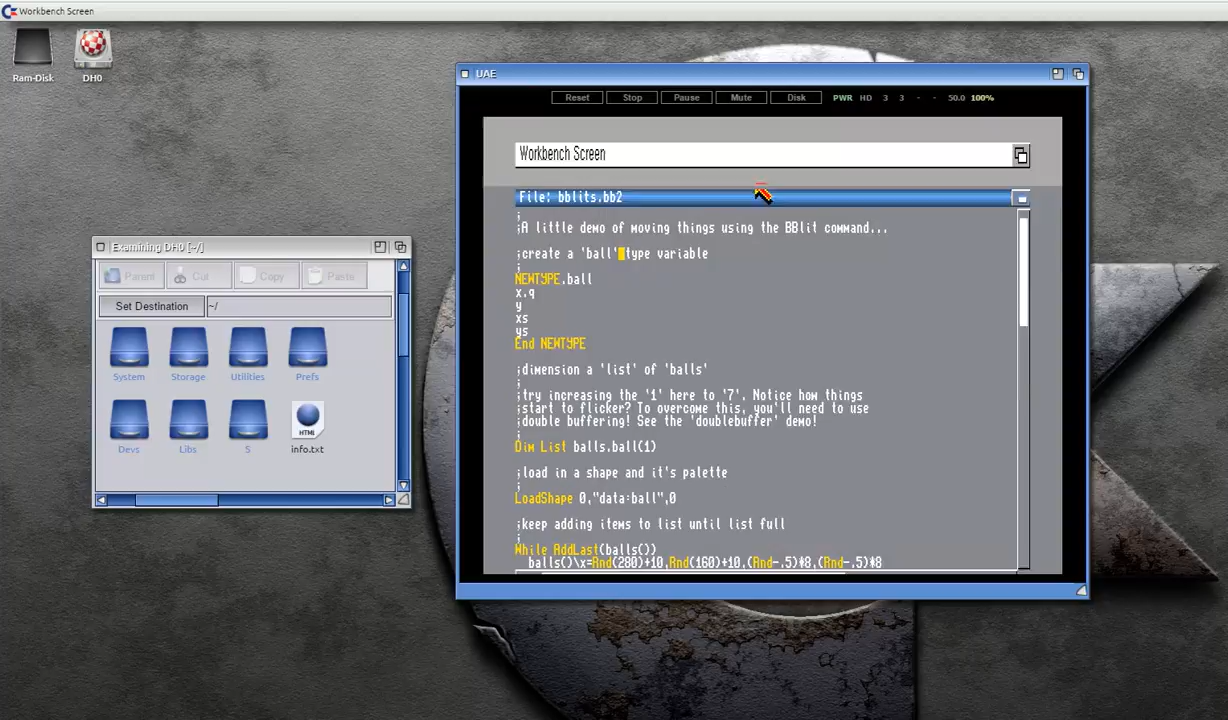 Workbench Screen
Ram-Disk
DH0
Examining DH0 [~/]
Parent
Cut
Copy
Paste
Set Destination
~/
System
Storage
Utilities
Prefs
Devs
Libs
S
HTML
info.txt
UAE
Reset
Stop
Pause
Mute
Disk
PWR HD 3 3 - - 50.0 100%
Workbench Screen
File: bblits.bb2
;
;A little demo of moving things using the BBlit command...
;create a 'ball' type variable
;
NEWTYPE.ball
x.q
y
xs
ys
End NEWTYPE
;dimension a 'list' of 'balls'
;
;try increasing the '1' here to '7'. Notice how things
;start to flicker? To overcome this, you'll need to use
;double buffering! See the 'doublebuffer' demo!
;
Dim List balls.ball(1)
;load in a shape and it's palette
;
LoadShape 0,"data:ball",0
;keep adding items to list until list full
;
While AddLast(balls())
balls()\x=Rnd(280)+10,Rnd(160)+10,(Rnd-.5)*8,(Rnd-.5)*8